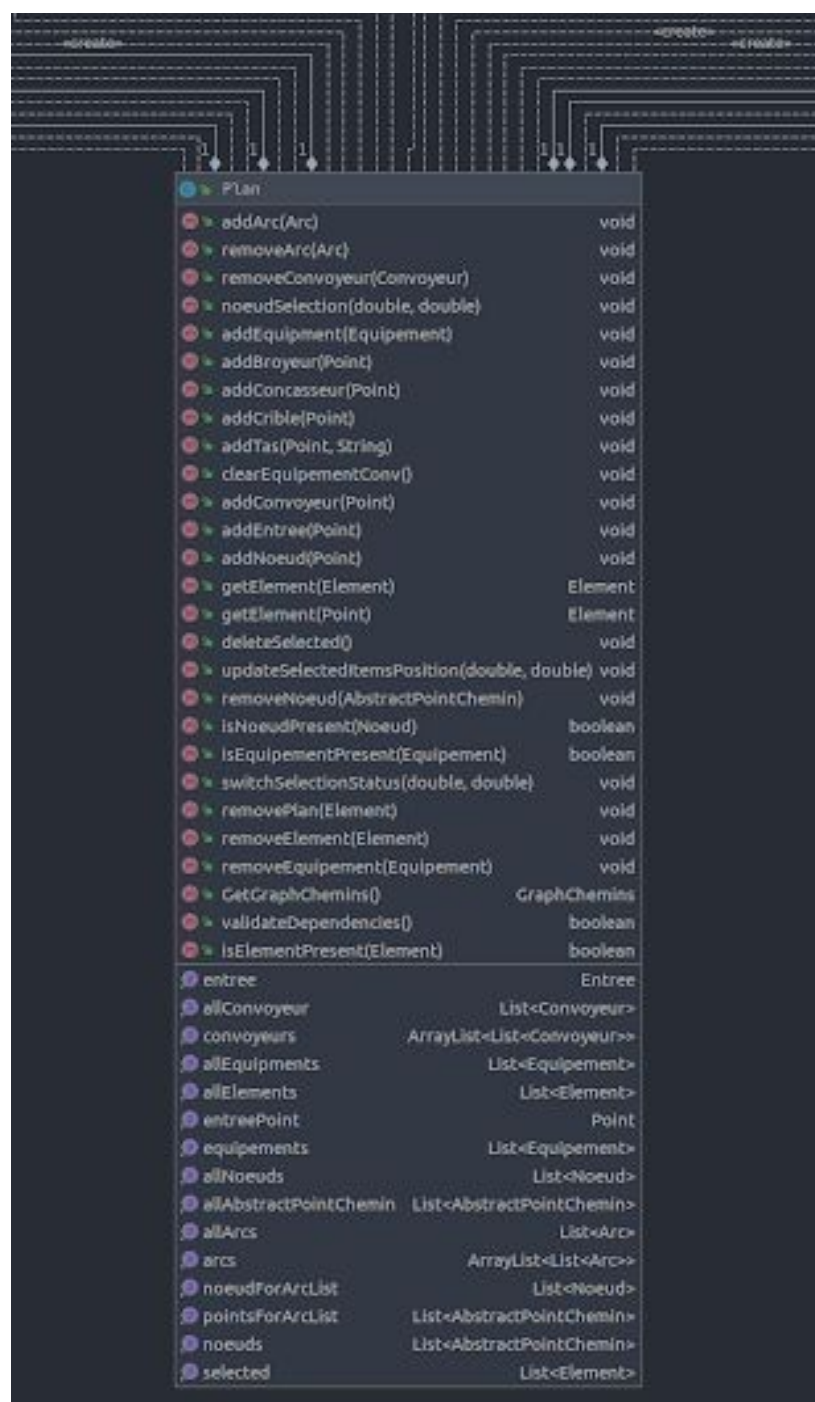 «create»
«create»
«create»
1 1 1 1 1 1
Plan
addArc(Arc) void
removeArc(Arc) void
removeConvoyeur(Convoyeur) void
noeudSelection(double, double) void
addEquipment(Equipement) void
addBroyeur(Point) void
addConcasseur(Point) void
addCrible(Point) void
addTas(Point, String) void
clearEquipementConv() void
addConvoyeur(Point) void
addEntree(Point) void
addNoeud(Point) void
getElement(Element) Element
getElement(Point) Element
deleteSelected() void
updateSelectedItemsPosition(double, double) void
removeNoeud(AbstractPointChemin) void
isNoeudPresent(Noeud) boolean
isEquipementPresent(Equipement) boolean
switchSelectionStatus(double, double) void
removePlan(Element) void
removeElement(Element) void
removeEquipement(Equipement) void
GetGraphChemins() GraphChemins
validateDependencies() boolean
isElementPresent(Element) boolean
entree Entree
allConvoyeur List<Convoyeur>
convoyeurs ArrayList<List<Convoyeur>>
allEquipments List<Equipement>
allElements List<Element>
entreePoint Point
equipements List<Equipement>
allNoeuds List<Noeud>
allAbstractPointChemin List<AbstractPointChemin>
allArcs List<Arc>
arcs ArrayList<List<Arc>>
noeudForArcList List<Noeud>
pointsForArcList List<AbstractPointChemin>
noeuds List<AbstractPointChemin>
selected List<Element>